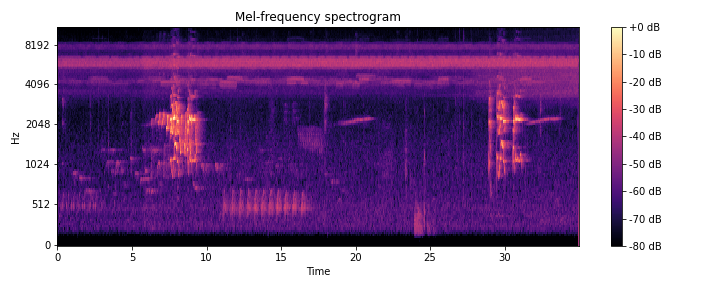 Mel-frequency spectrogram
Hz
8192
4096
2048
1024
512
0
0 5 10 15 20 25 30
Time
+0 dB
-10 dB
-20 dB
-30 dB
-40 dB
-50 dB
-60 dB
-70 dB
-80 dB